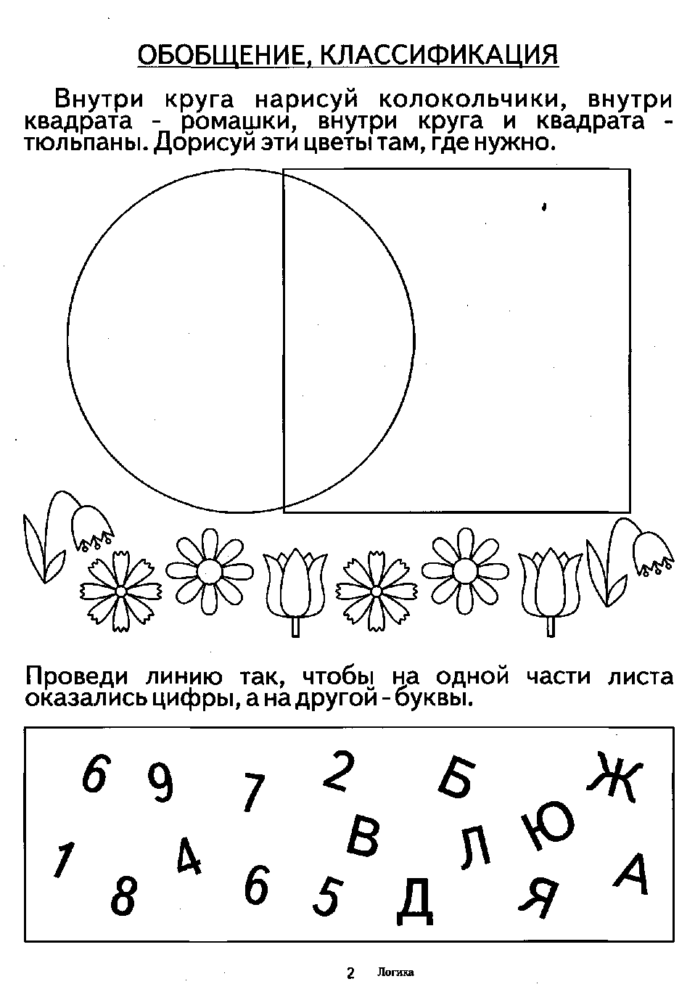 ОБОБЩЕНИЕ, КЛАССИФИКАЦИЯ
Внутри круга нарисуй колокольчики, внутри
квадрата - ромашки, внутри круга и квадрата -
тюльпаны. Дорисуй эти цветы там, где нужно.
Проведи линию так, чтобы на одной части листа
оказались цифры, а на другой - буквы.
6 9 7 2 Б Ж
В Л Ю
1 8 4 6 5 Д Я А
2 Логика